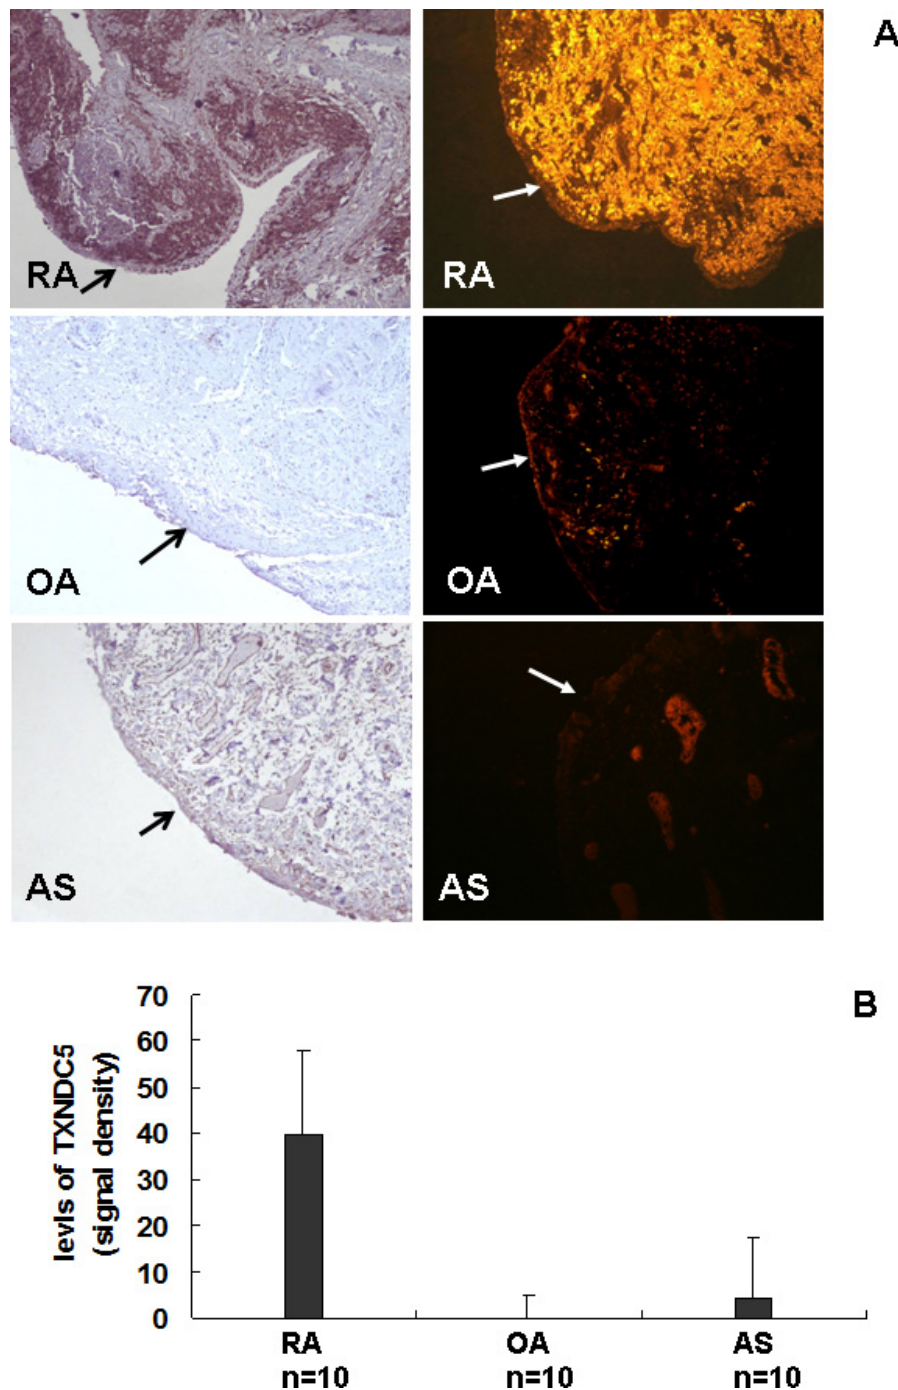 A
RA
RA
OA
OA
AS
AS
B
levls of TXNDC5
(signal density)
70
60
50
40
30
20
10
0
RA
n=10
OA
n=10
AS
n=10